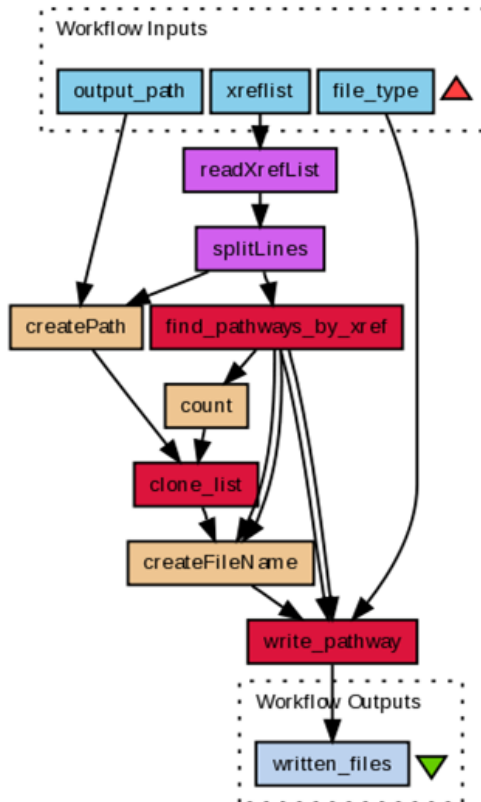 Workflow Inputs
output_path xreflist file_type
readXrefList
splitLines
createPath find_pathways_by_xref
count
clone_list
createFileName
write_pathway
Workflow Outputs
written_files